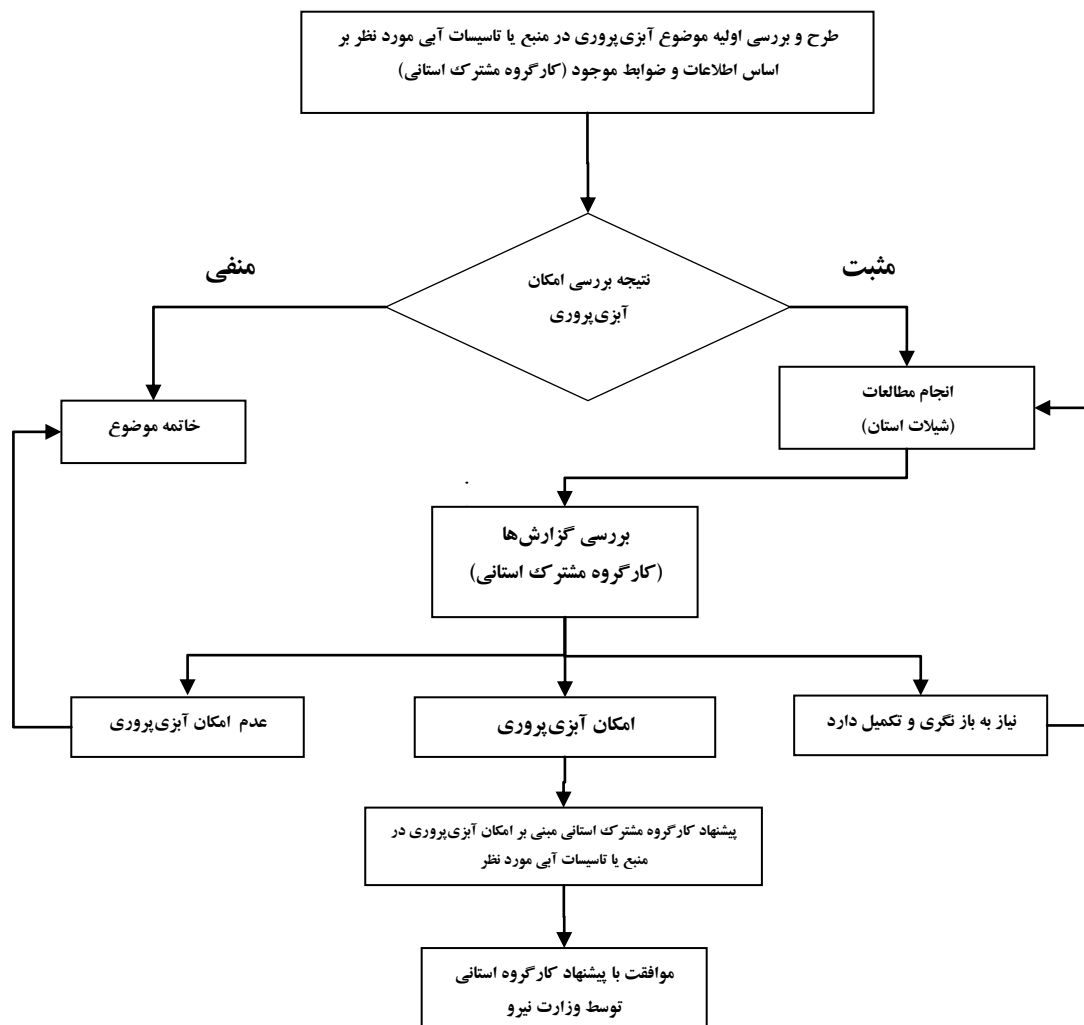 طرح و بررسی اولیه موضوع آبزی‌پروری در منبع یا تاسیسات آبی مورد نظر بر
اساس اطلاعات و ضوابط موجود (کارگروه مشترک استانی)
مثبت
منفی
نتیجه بررسی امکان
آبزی‌پروری
انجام مطالعات
(شیلات استان)
خاتمه موضوع
بررسی گزارش‌ها
(کارگروه مشترک استانی)
نیاز به باز نگری و تکمیل دارد
امکان آبزی‌پروری
عدم امکان آبزی‌پروری
پیشنهاد کارگروه مشترک استانی مبنی بر امکان آبزی‌پروری در
منبع یا تاسیسات آبی مورد نظر
موافقت با پیشنهاد کارگروه استانی
توسط وزارت نیرو